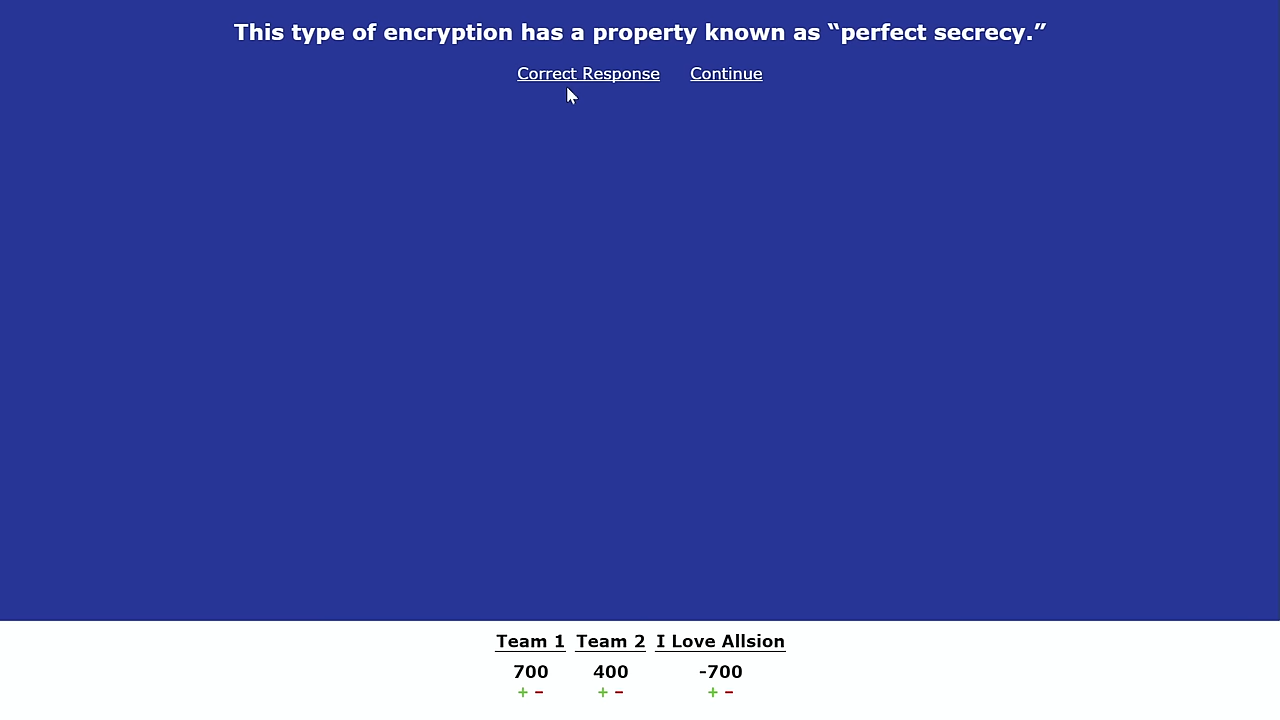 This type of encryption has a property known as “perfect secrecy.”
Correct Response Continue
Team 1 Team 2 I Love Allsion
700 400 -700
+ − + − + −